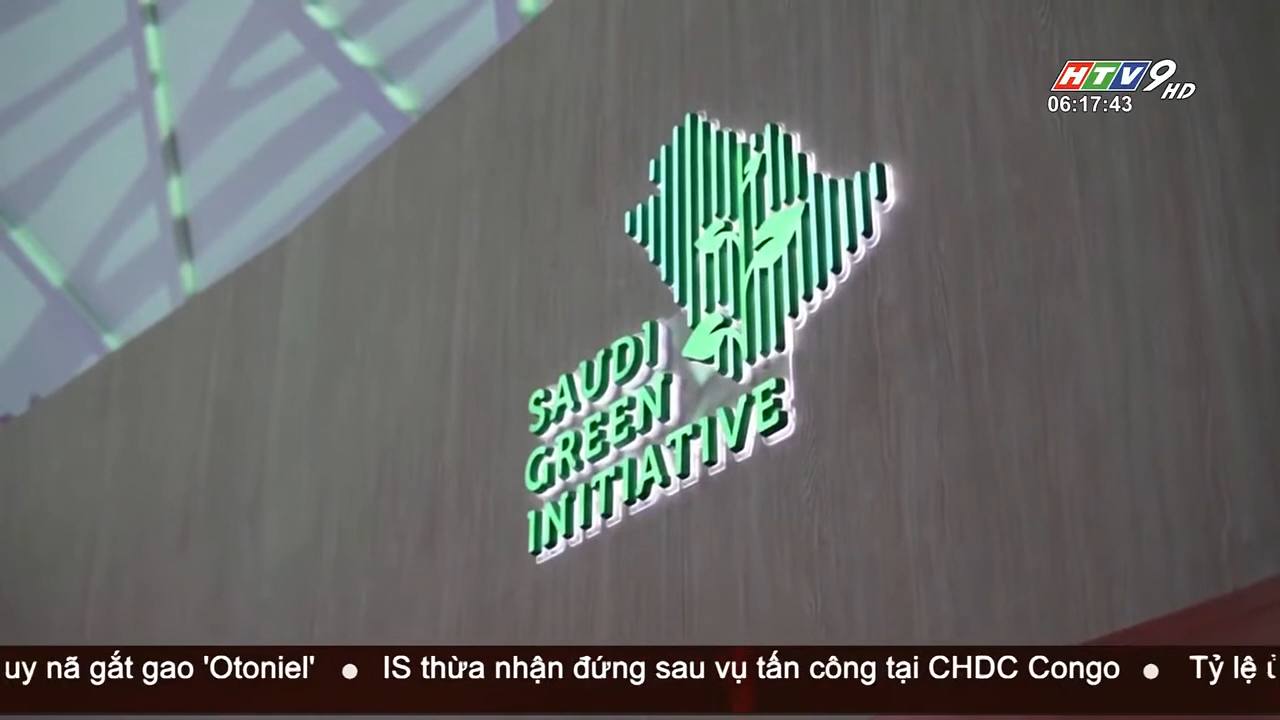 HTV9 HD
06:17:43
SAUDI
GREEN
INITIATIVE
uy nã gắt gao 'Otoniel' ● IS thừa nhận đứng sau vụ tấn công tại CHDC Congo ● Tỷ lệ